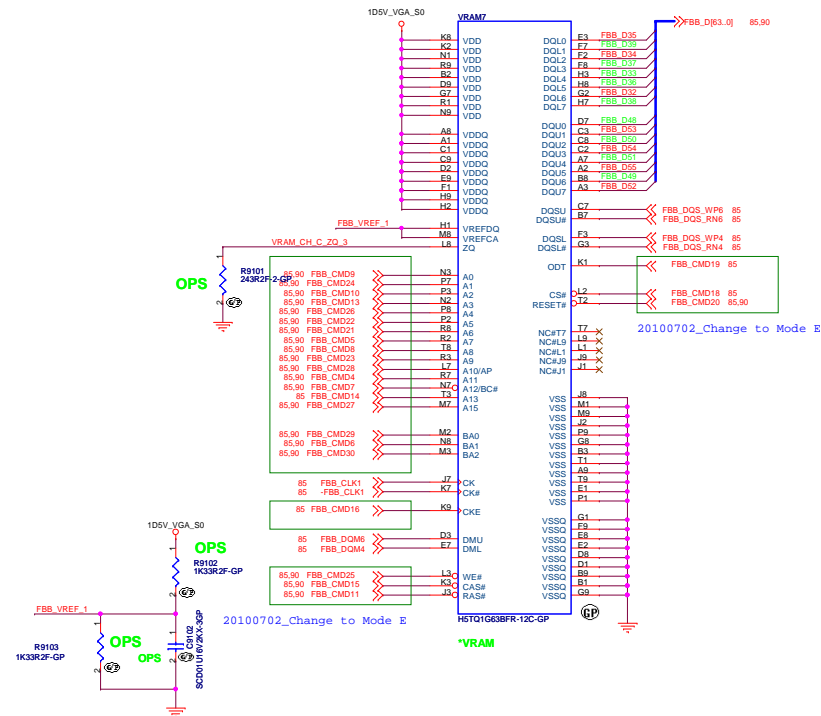 1D5V_VGA_S0
VRAM7
FBB_D[63..0] 85,90
K8 VDD DQL0 E3 FBB_D35
K2 VDD DQL1 F7 FBB_D39
N1 VDD DQL2 F2 FBB_D34
R9 VDD DQL3 F8 FBB_D37
B2 VDD DQL4 H3 FBB_D33
D9 VDD DQL5 H8 FBB_D36
G7 VDD DQL6 G2 FBB_D32
R1 VDD DQL7 H7 FBB_D38
N9 VDD
DQU0 D7 FBB_D48
A8 VDDQ DQU1 C3 FBB_D53
A1 VDDQ DQU2 C8 FBB_D50
C1 VDDQ DQU3 C2 FBB_D54
C9 VDDQ DQU4 A7 FBB_D51
D2 VDDQ DQU5 A2 FBB_D55
E9 VDDQ DQU6 B8 FBB_D49
F1 VDDQ DQU7 A3 FBB_D52
H9 VDDQ
H2 VDDQ DQSU C7 FBB_DQS_WP6 85
DQSU# B7 FBB_DQS_RN6 85
FBB_VREF_1 H1 VREFDQ
M8 VREFCA DQSL F3 FBB_DQS_WP4 85
VRAM_CH_C_ZQ_3 L8 ZQ DQSL# G3 FBB_DQS_RN4 85
ODT K1 FBB_CMD19 85
OPS
1
R9101
243R2F-2-GP
2
GP
85,90 FBB_CMD9 N3 A0
85,90 FBB_CMD24 P7 A1
85,90 FBB_CMD10 P3 A2
85,90 FBB_CMD13 N2 A3
85,90 FBB_CMD26 P8 A4
85,90 FBB_CMD22 P2 A5
85,90 FBB_CMD21 R8 A6
85,90 FBB_CMD5 R2 A7
85,90 FBB_CMD8 T8 A8
85,90 FBB_CMD23 R3 A9
85,90 FBB_CMD28 L7 A10/AP
85,90 FBB_CMD4 R7 A11
85,90 FBB_CMD7 N7 A12/BC#
85 FBB_CMD14 T3 A13
85,90 FBB_CMD27 M7 A15
CS# L2 FBB_CMD18 85
RESET# T2 FBB_CMD20 85,90
20100702_Change to Mode E
NC#T7 T7
NC#L9 L9
NC#L1 L1
NC#J9 J9
NC#J1 J1
85,90 FBB_CMD29 M2 BA0
85,90 FBB_CMD6 N8 BA1
85,90 FBB_CMD30 M3 BA2
VSS J8
VSS M1
VSS M9
VSS J2
VSS P9
VSS G8
VSS B3
VSS T1
VSS A9
VSS T9
VSS E1
VSS P1
85 FBB_CLK1 J7 CK
85 -FBB_CLK1 K7 CK#
85 FBB_CMD16 K9 CKE
VSSQ G1
VSSQ F9
VSSQ E8
VSSQ E2
VSSQ D8
VSSQ D1
VSSQ B9
VSSQ B1
VSSQ G9
85 FBB_DQM6 D3 DMU
85 FBB_DQM4 E7 DML
85,90 FBB_CMD25 L3 WE#
85,90 FBB_CMD15 K3 CAS#
85,90 FBB_CMD11 J3 RAS#
20100702_Change to Mode E
H5TQ1G63BFR-12C-GP
GP
*VRAM
1D5V_VGA_S0
1
OPS
R9102
1K33R2F-GP
2
GP
FBB_VREF_1
1
R9103
1K33R2F-GP
2
GP
OPS
OPS
1
C9102
SCD01U16V2KX-3GP
2
GP